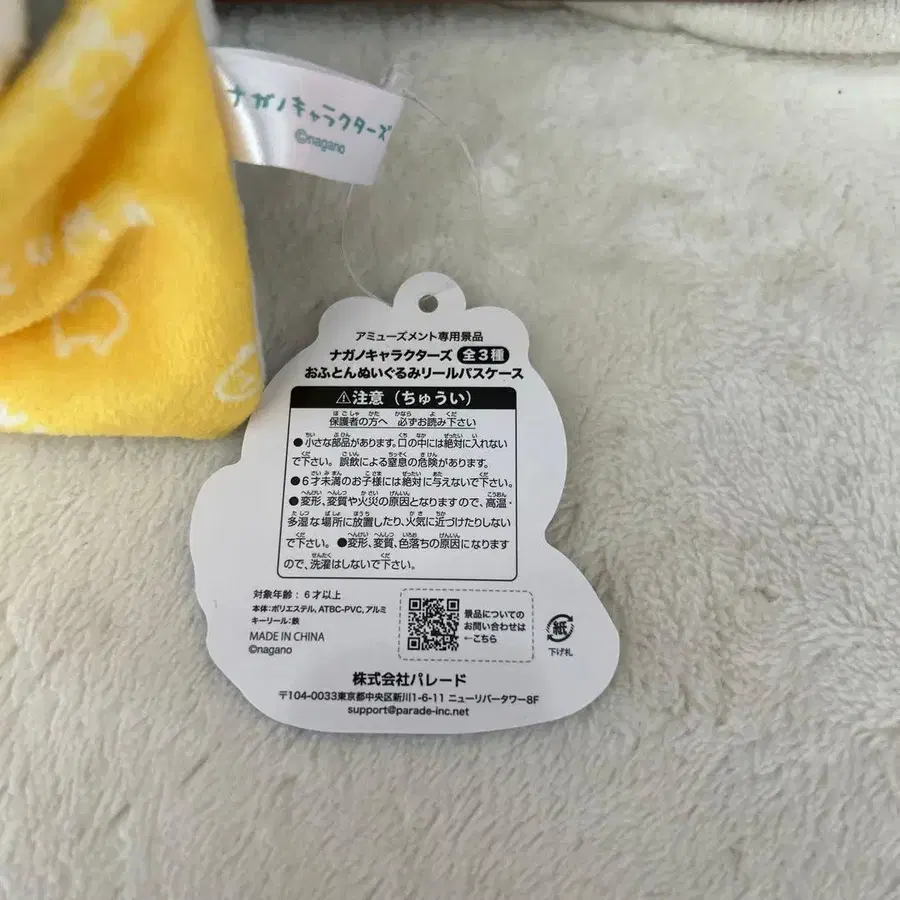 ナガノキャラクターズ
©nagano
アミューズメント専用景品
ナガノキャラクターズ 全3種
おふとんぬいぐるみリールパスケース
⚠注意（ちゅうい）
保護者の方へ 必ずお読み下さい
●小さな部品があります。口の中には絶対に入れない
で下さい。誤飲による窒息の危険があります。
●6才未満のお子様には絶対に与えないで下さい。
●変形、変質や火災の原因となりますので、高温・
多湿な場所に放置したり、火気に近づけたりしない
で下さい。●変形、変質、色落ちの原因になります
ので、洗濯はしないで下さい。
対象年齢：6才以上
本体：ポリエステル、ATBC-PVC、アルミ
キーリール：鉄
MADE IN CHINA
©nagano
景品についての
お問い合わせは
←こちら
紙
下げ札
株式会社パレード
〒104-0033東京都中央区新川1-6-11 ニューリバータワー8F
support@parade-inc.net